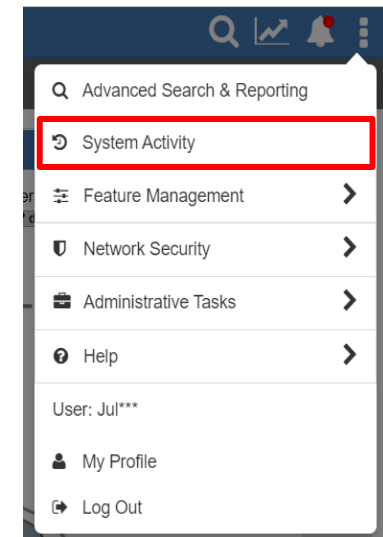 Advanced Search & Reporting
System Activity
Feature Management
Network Security
Administrative Tasks
Help
User: Jul***
My Profile
Log Out